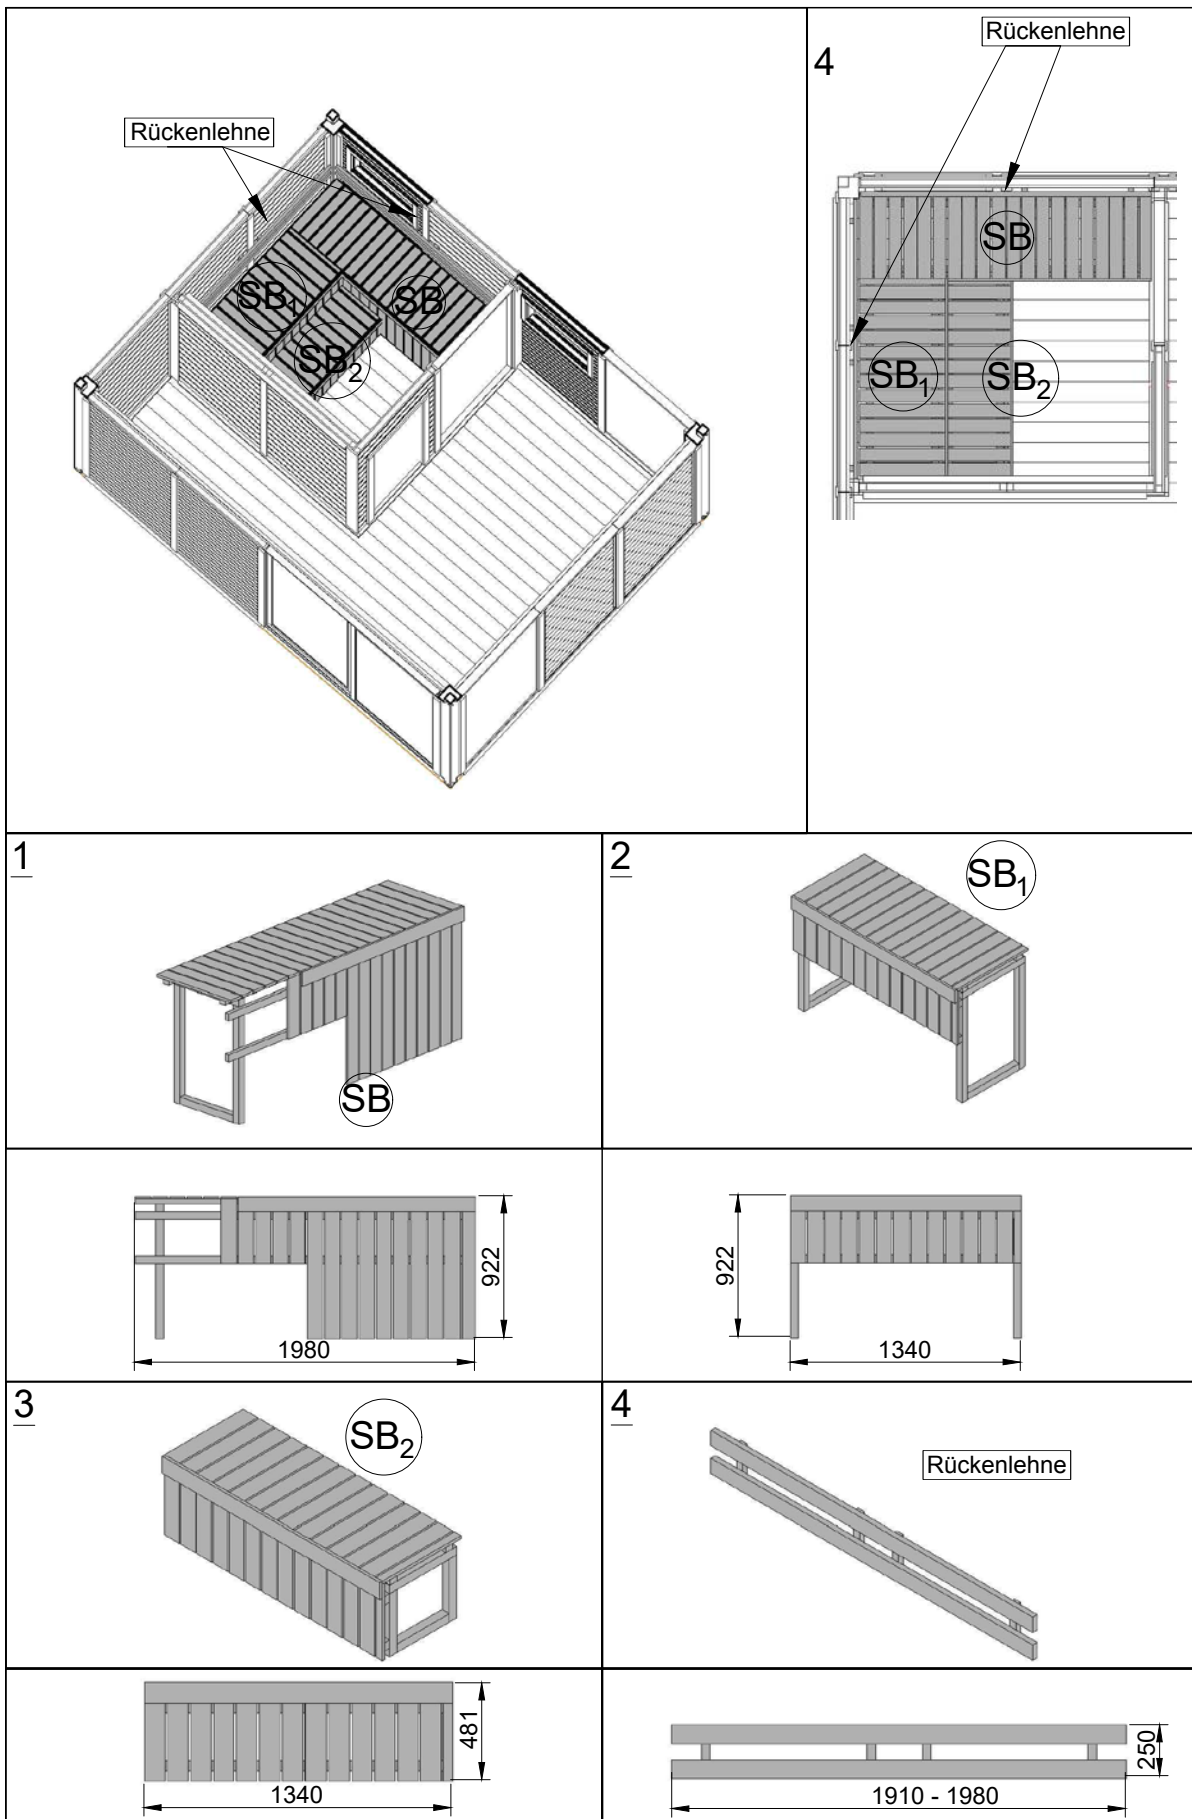 Rückenlehne
SB₁
SB
SB₂
4
Rückenlehne
SB
SB₁
SB₂
1
SB
2
SB₁
922
1980
922
1340
3
SB₂
4
Rückenlehne
481
1340
250
1910 - 1980